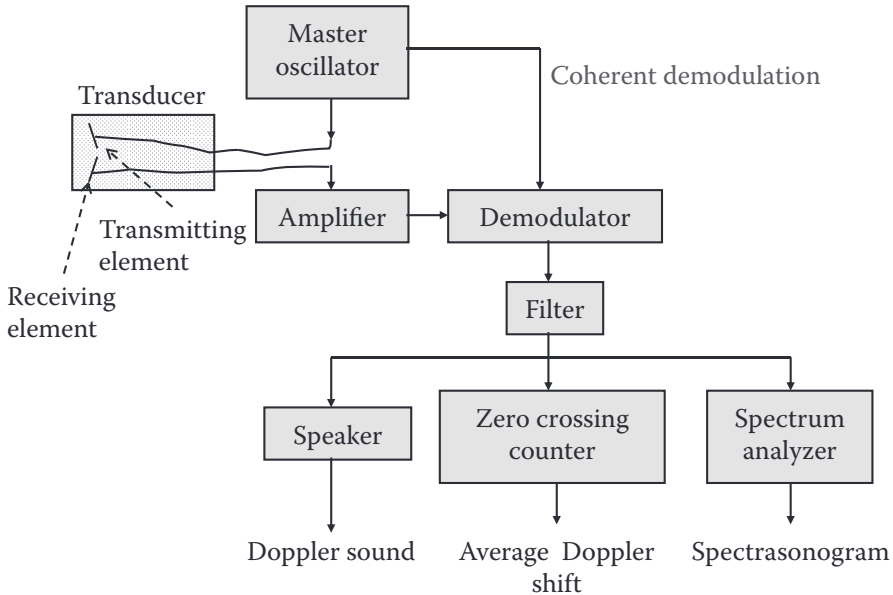 Master
oscillator
Coherent demodulation
Transducer
Transmitting
element
Receiving
element
Amplifier
Demodulator
Filter
Speaker
Zero crossing
counter
Spectrum
analyzer
Doppler sound
Average Doppler
shift
Spectrasonogram